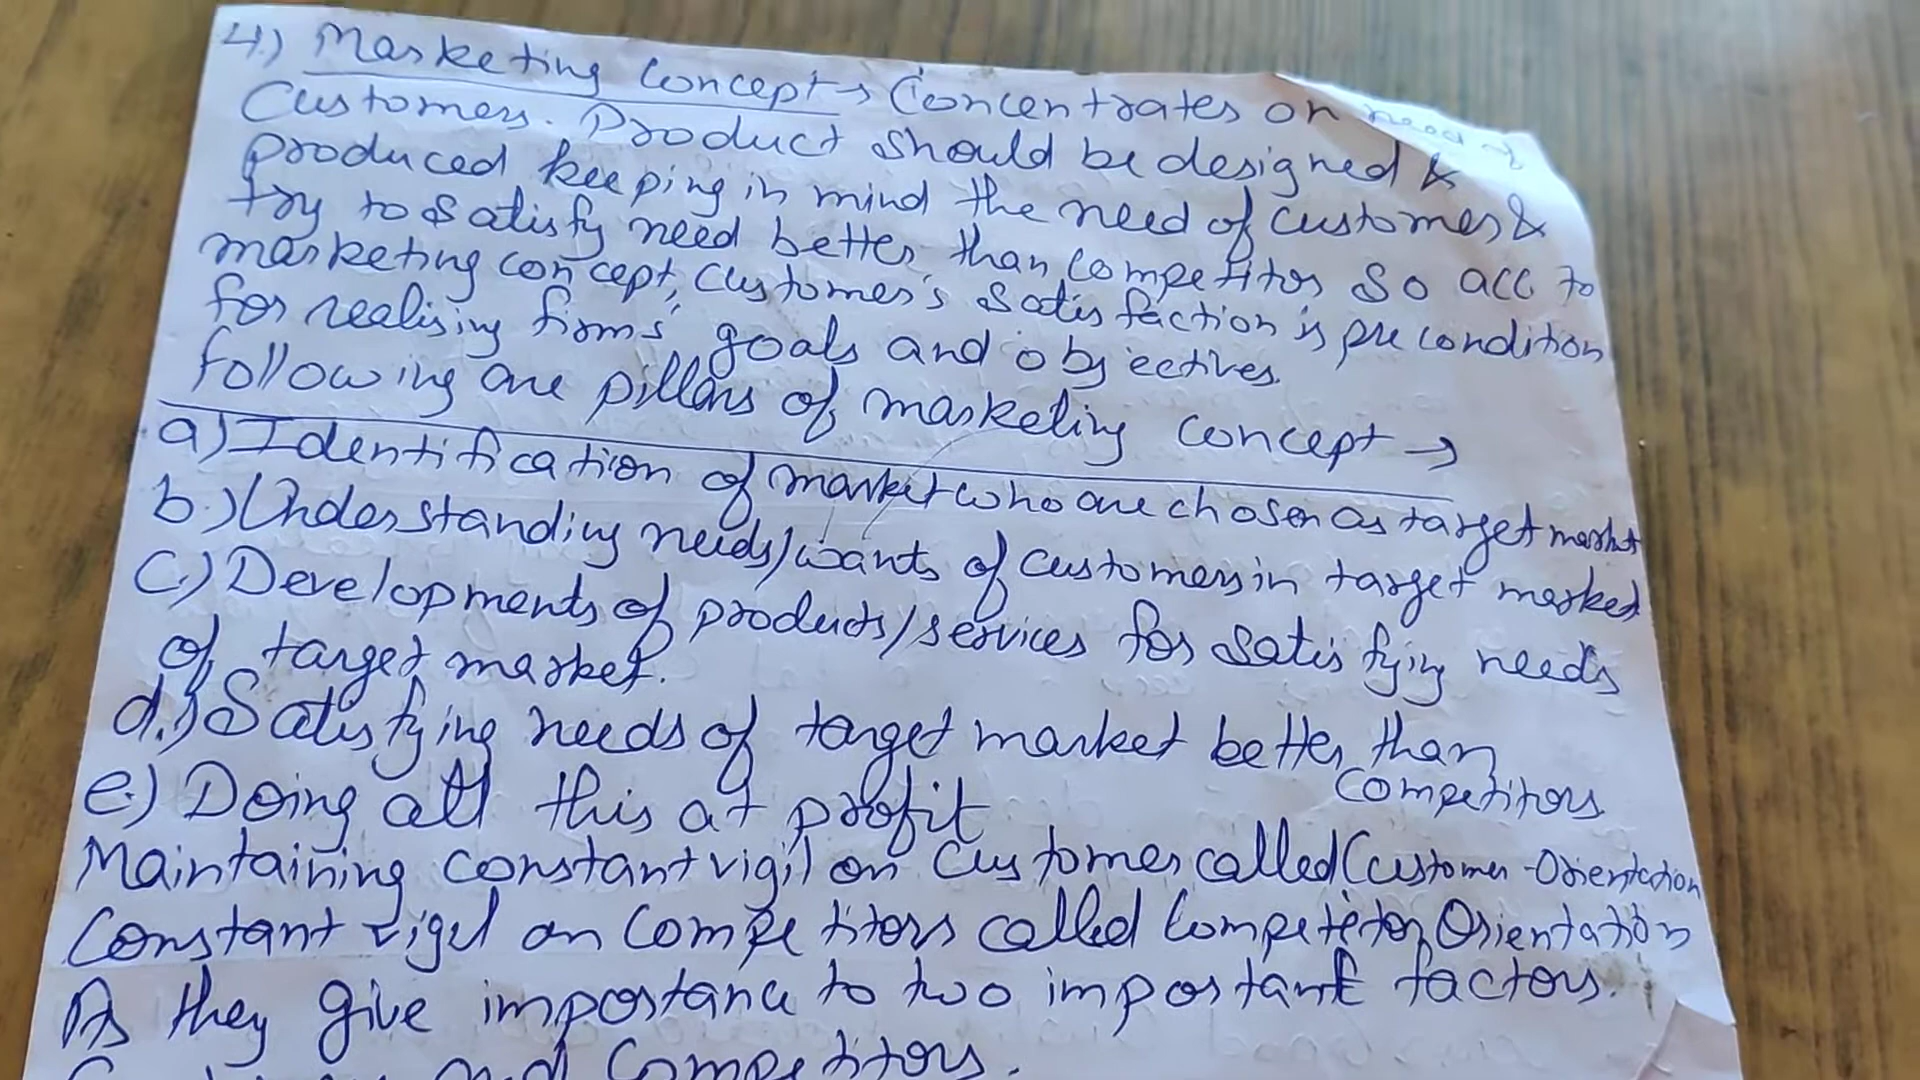 4.) Marketing Concept → Concentrates on need of
Customers. Product should be designed &
produced keeping in mind the need of customers &
try to satisfy need better than competitors so acc to
marketing concept, customer's satisfaction is pre condition
for realising firms' goals and objectives.
Following are pillars of marketing concept →
a) Identification of market who are chosen as target market
b.) Understanding needs/wants of customers in target market
C.) Developments of products/services for satisfying needs
of target market.
d.) Satisfying needs of target market better than
Competitors.
e.) Doing all this at profit
Maintaining constant vigil on customer called Customer-Orientation
Constant vigil on Competitors called Competitor Orientation
As they give importance to two important factors.
and Competitors.